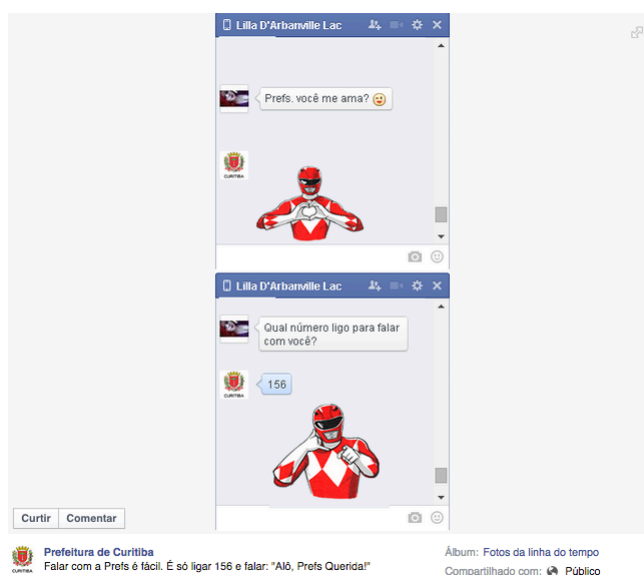 Lilla D'Arbanville Lac
Prefs. você me ama?
CURITIBA
Lilla D'Arbanville Lac
Qual número ligo para falar
com você?
156
CURITIBA
Curtir Comentar
CURITIBA
Prefeitura de Curitiba
Falar com a Prefs é fácil. É só ligar 156 e falar: "Alô, Prefs Querida!"
Álbum: Fotos da linha do tempo
Compartilhado com: Público